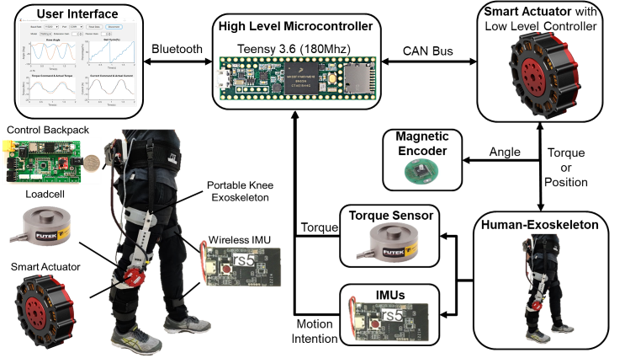 User Interface
Bluetooth
High Level Microcontroller
Teensy 3.6 (180Mhz)
CAN Bus
Smart Actuator with
Low Level Controller
Control Backpack
Loadcell
FUTEK
Smart Actuator
Portable Knee
Exoskeleton
Wireless IMU
rs5
Magnetic
Encoder
Angle
Torque
or
Position
Torque
Torque Sensor
FUTEK
Human-Exoskeleton
IMUs
rs5
Motion
Intention